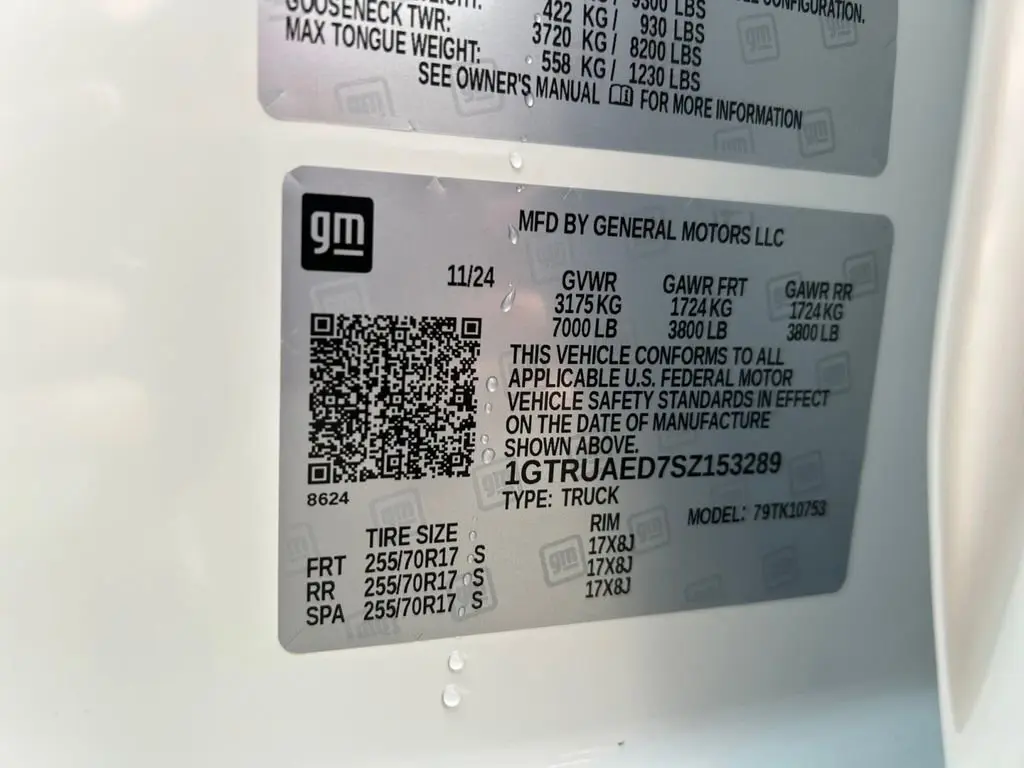 9300 LBS
CONFIGURATION.
422 KG/ 930 LBS
GOOSENECK TWR: 3720 KG/ 8200 LBS
MAX TONGUE WEIGHT: 558 KG/ 1230 LBS
SEE OWNER'S MANUAL FOR MORE INFORMATION
gm
MFD BY GENERAL MOTORS LLC
11/24
GVWR GAWR FRT GAWR RR
3175 KG 1724 KG 1724 KG
7000 LB 3800 LB 3800 LB
THIS VEHICLE CONFORMS TO ALL
APPLICABLE U.S. FEDERAL MOTOR
VEHICLE SAFETY STANDARDS IN EFFECT
ON THE DATE OF MANUFACTURE
SHOWN ABOVE.
1GTRUAED7SZ153289
8624
TYPE: TRUCK
MODEL: 79TK10753
TIRE SIZE RIM
FRT 255/70R17 S 17X8J
RR 255/70R17 S 17X8J
SPA 255/70R17 S 17X8J